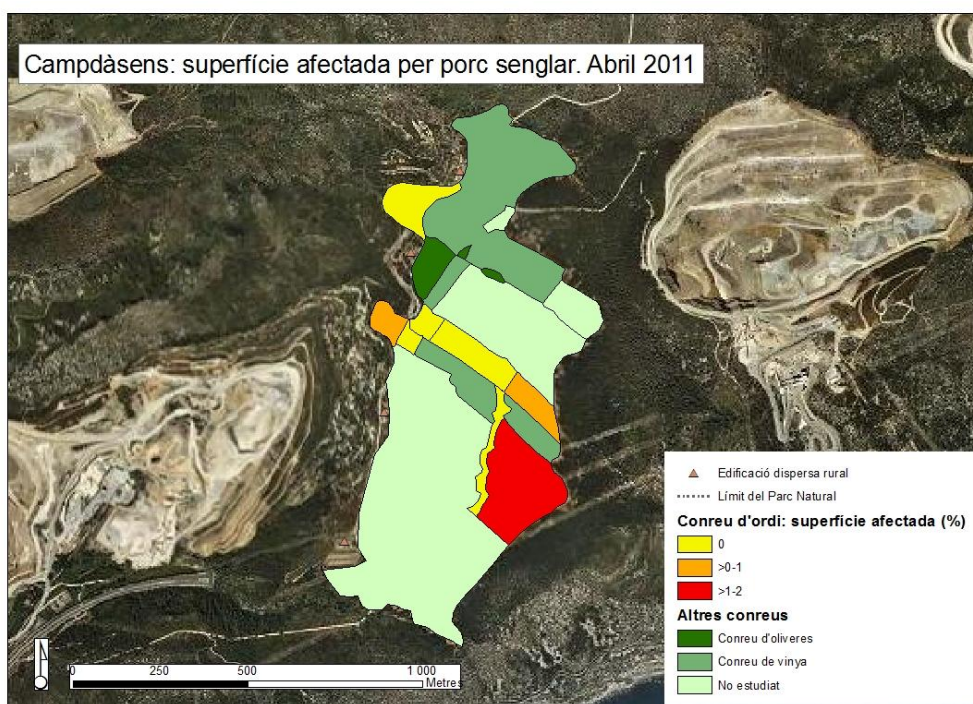 Campdàsens: superfície afectada per porc senglar. Abril 2011
Edificació dispersa rural
Límit del Parc Natural
Conreu d'ordi: superfície afectada (%)
0
>0-1
>1-2
Altres conreus
Conreu d'oliveres
Conreu de vinya
No estudiat
0 250 500 1 000
Metres